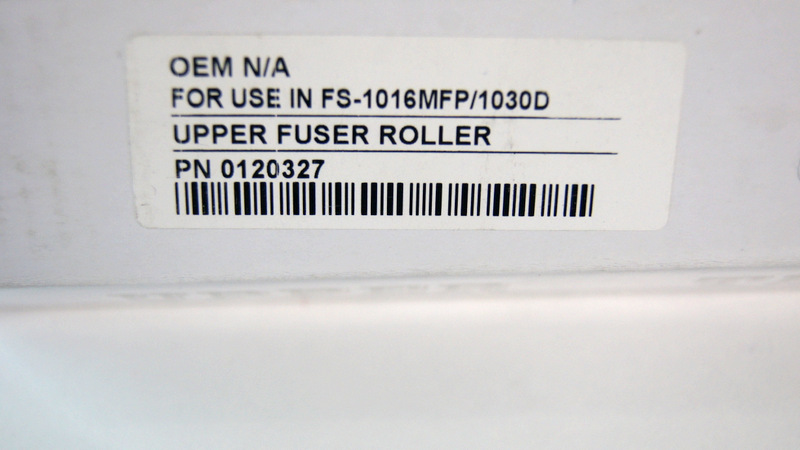 OEM N/A
FOR USE IN FS-1016MFP/1030D
UPPER FUSER ROLLER
PN 0120327